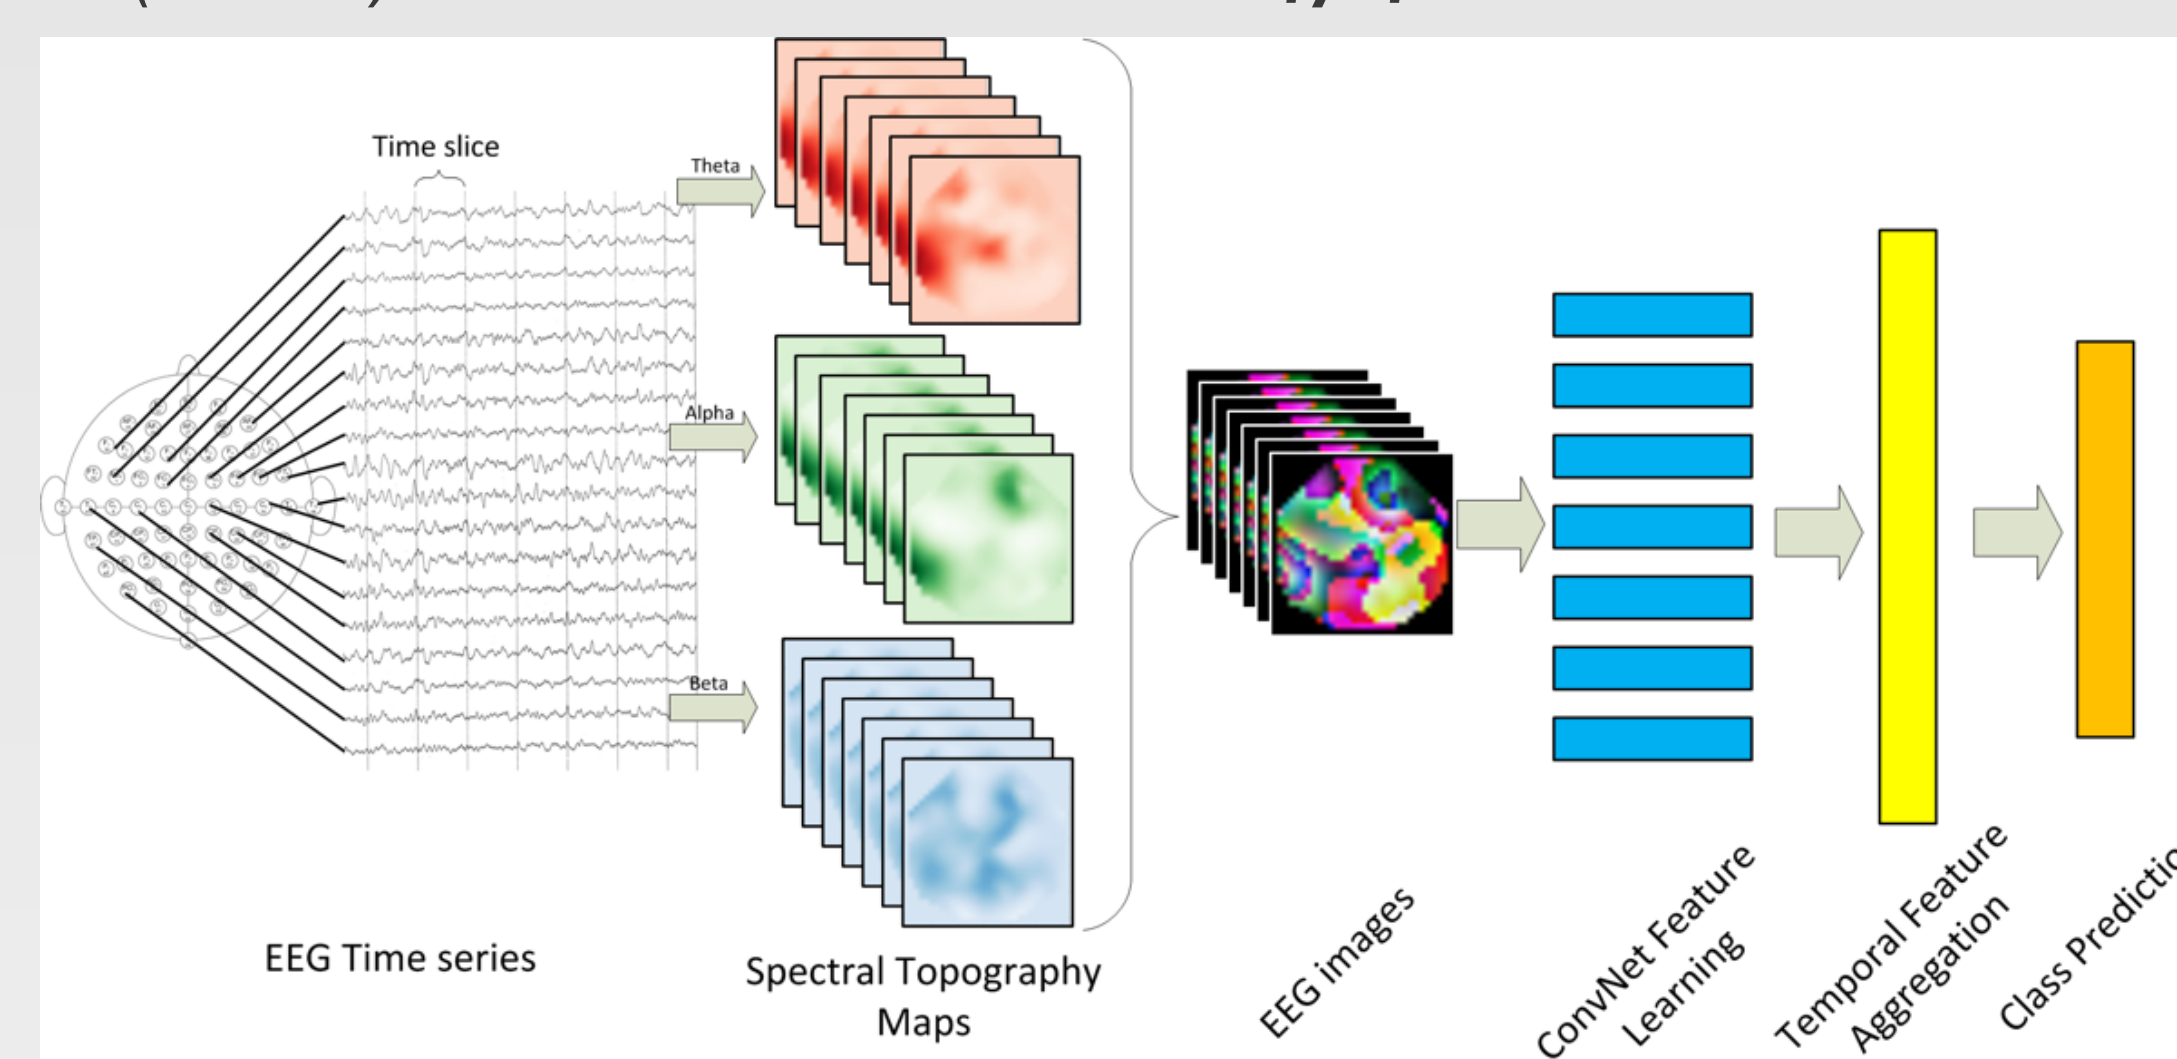 Time slice
Theta
Alpha
Beta
EEG Time series
Spectral Topography
Maps
EEG images
ConvNet Feature
Learning
Temporal Feature
Aggregation
Class